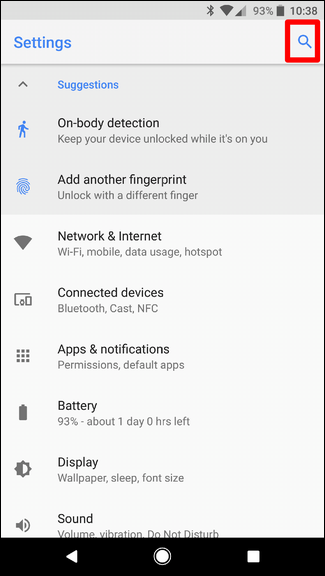 93% 10:38
Settings
Suggestions
On-body detection
Keep your device unlocked while it's on you
Add another fingerprint
Unlock with a different finger
Network & Internet
Wi-Fi, mobile, data usage, hotspot
Connected devices
Bluetooth, Cast, NFC
Apps & notifications
Permissions, default apps
Battery
93% - about 1 day 0 hrs left
Display
Wallpaper, sleep, font size
Sound
Volume, vibration, Do Not Disturb